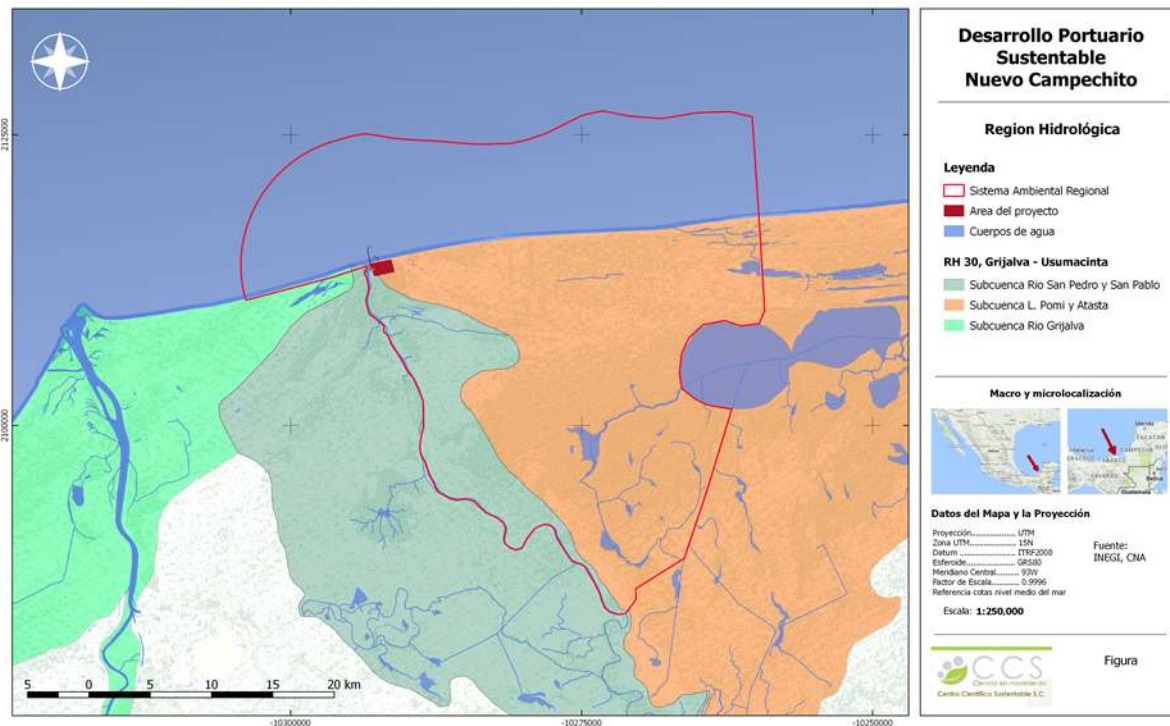 Desarrollo Portuario
Sustentable
Nuevo Campechito
Region Hidrológica
Leyenda
Sistema Ambiental Regional
Area del proyecto
Cuerpos de agua
RH 30, Grijalva - Usumacinta
Subcuenca Rio San Pedro y San Pablo
Subcuenca L. Pomi y Atasta
Subcuenca Rio Grijalva
Macro y microlocalización
Datos del Mapa y la Proyección
Proyección................ UTM
Zona UTM.................. 15N
Datum ...................... ITRF2008
Esferoide................... GRS80
Meridiano Central........ 93W
Factor de Escala.......... 0.9996
Referencia cotas nivel medio del mar
Fuente:
INEGI, CNA
Escala: 1:250,000
CCS
Ciencia en movimiento
Centro Científico Sustentable S.C.
Figura
2125000
2100000
5 0 5 10 15 20 km
-10300000
-10275000
-10250000